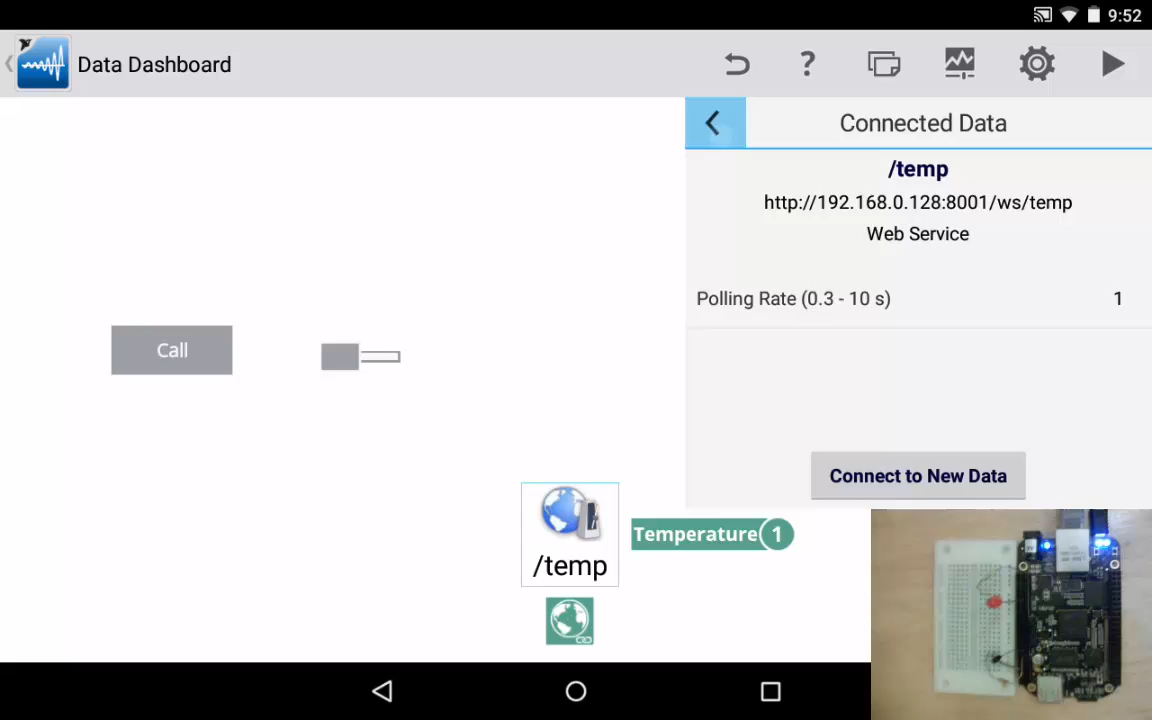 9:52
Data Dashboard
?
Connected Data
/temp
http://192.168.0.128:8001/ws/temp
Web Service
Polling Rate (0.3 - 10 s) 1
Call
Connect to New Data
Temperature 1
/temp